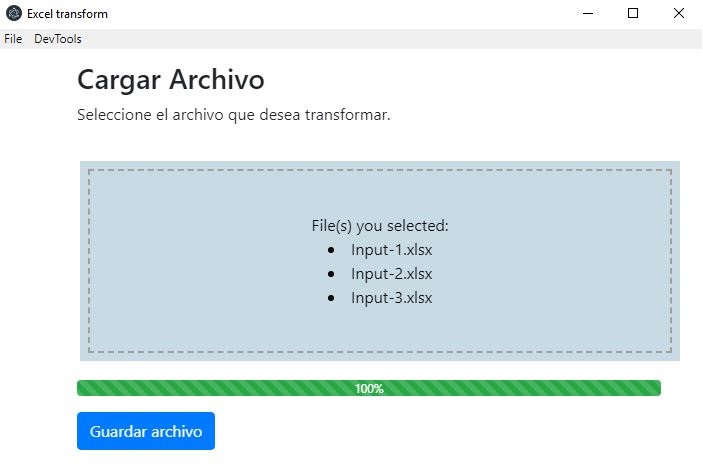 Excel transform
File DevTools
Cargar Archivo
Seleccione el archivo que desea transformar.
File(s) you selected:
• Input-1.xlsx
• Input-2.xlsx
• Input-3.xlsx
100%
Guardar archivo